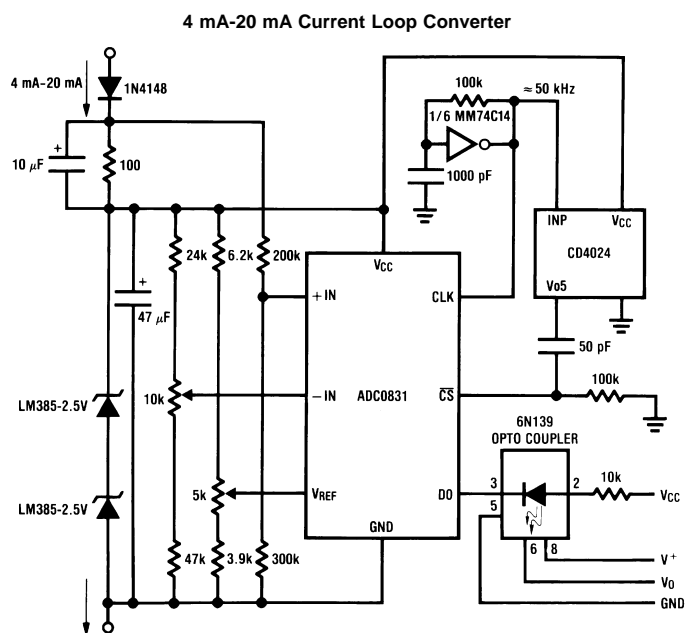 4 mA-20 mA Current Loop Converter
4 mA-20 mA
1N4148
100k
≈ 50 kHz
1/6 MM74C14
10 μF
+
100
1000 pF
INP
VCC
CD4024
Vo5
24k
6.2k
200k
VCC
+
47 μF
+IN
CLK
50 pF
LM385-2.5V
10k
−IN
ADC0831
CS
100k
6N139
OPTO COUPLER
LM385-2.5V
5k
VREF
DO
3
2
10k
VCC
5
GND
6
8
V+
47k
3.9k
300k
VO
GND